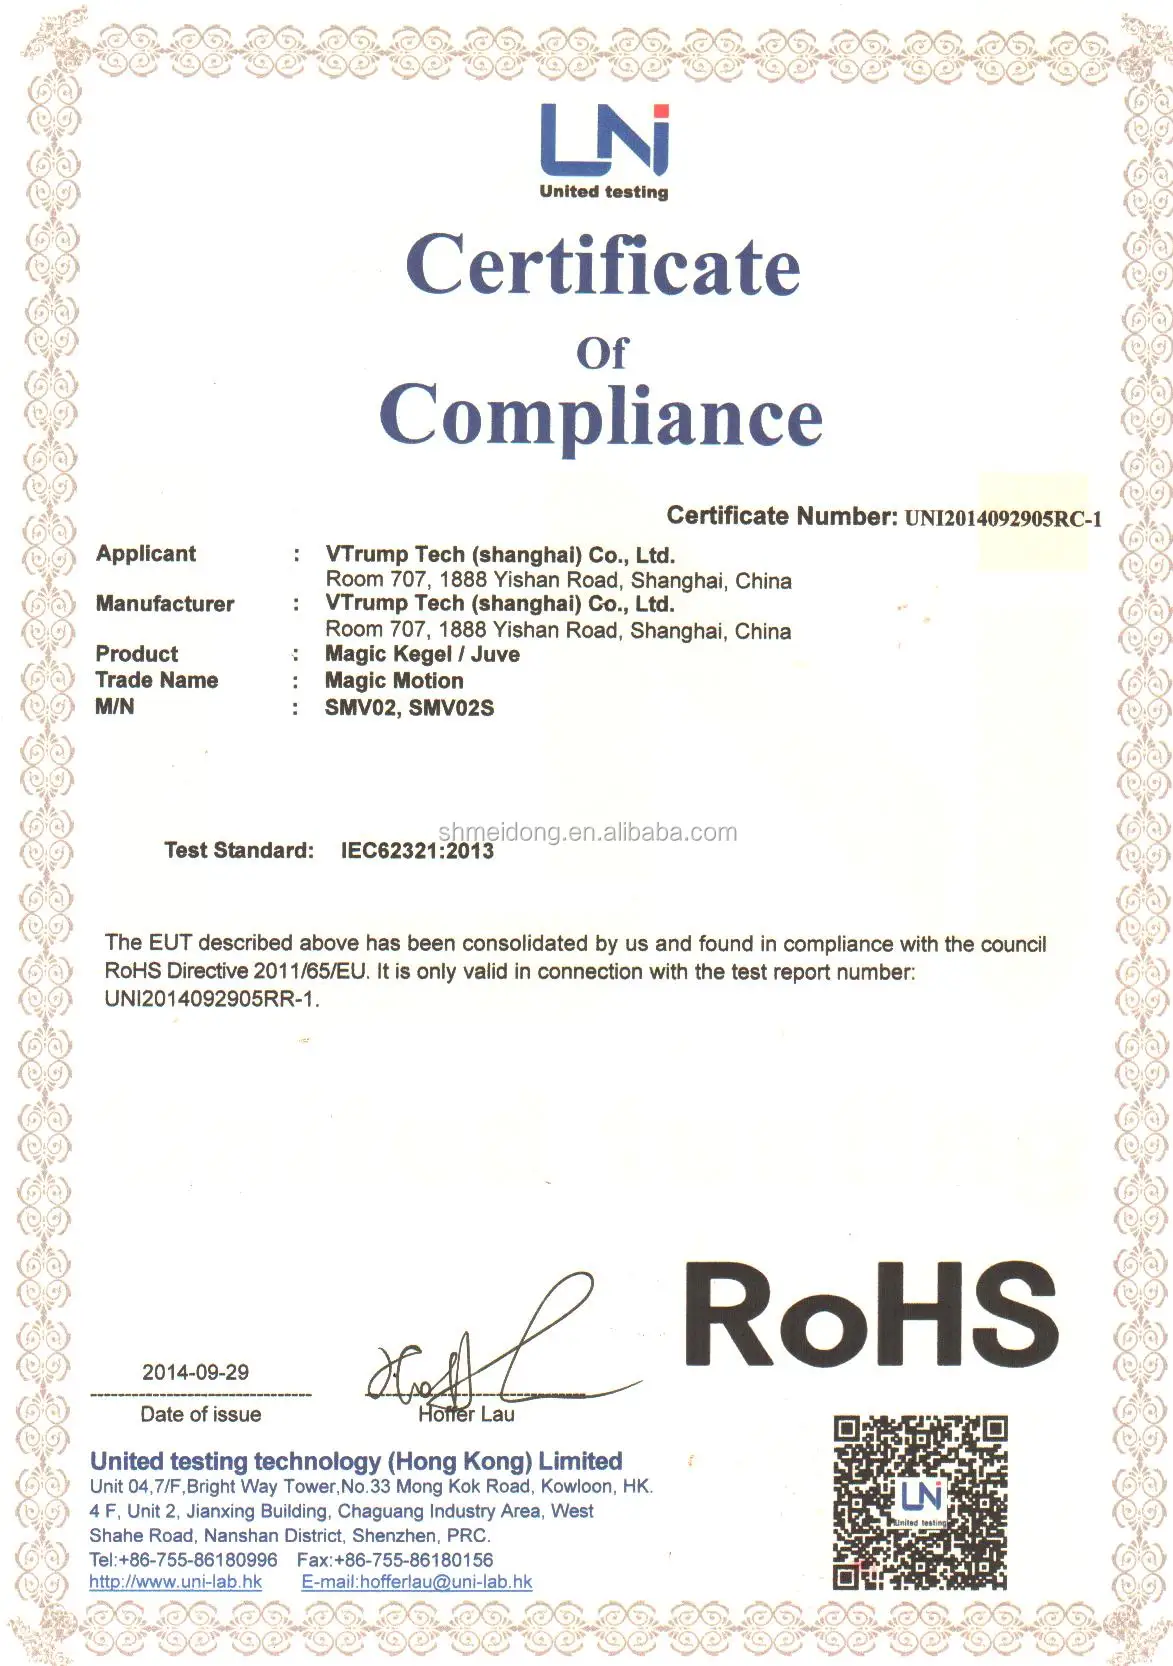 UNi
United testing
Certificate
Of
Compliance
Certificate Number: UNI2014092905RC-1
Applicant : VTrump Tech (shanghai) Co., Ltd.
Room 707, 1888 Yishan Road, Shanghai, China
Manufacturer : VTrump Tech (shanghai) Co., Ltd.
Room 707, 1888 Yishan Road, Shanghai, China
Product : Magic Kegel / Juve
Trade Name : Magic Motion
M/N : SMV02, SMV02S
shmeidong.en.alibaba.com
Test Standard: IEC62321:2013
The EUT described above has been consolidated by us and found in compliance with the council
RoHS Directive 2011/65/EU. It is only valid in connection with the test report number:
UNI2014092905RR-1.
RoHS
2014-09-29
Date of issue
Hoffer Lau
United testing technology (Hong Kong) Limited
Unit 04,7/F,Bright Way Tower,No.33 Mong Kok Road, Kowloon, HK.
4 F, Unit 2, Jianxing Building, Chaguang Industry Area, West
Shahe Road, Nanshan District, Shenzhen, PRC.
Tel:+86-755-86180996 Fax:+86-755-86180156
http://www.uni-lab.hk E-mail:hofferlau@uni-lab.hk
UNi
United testing